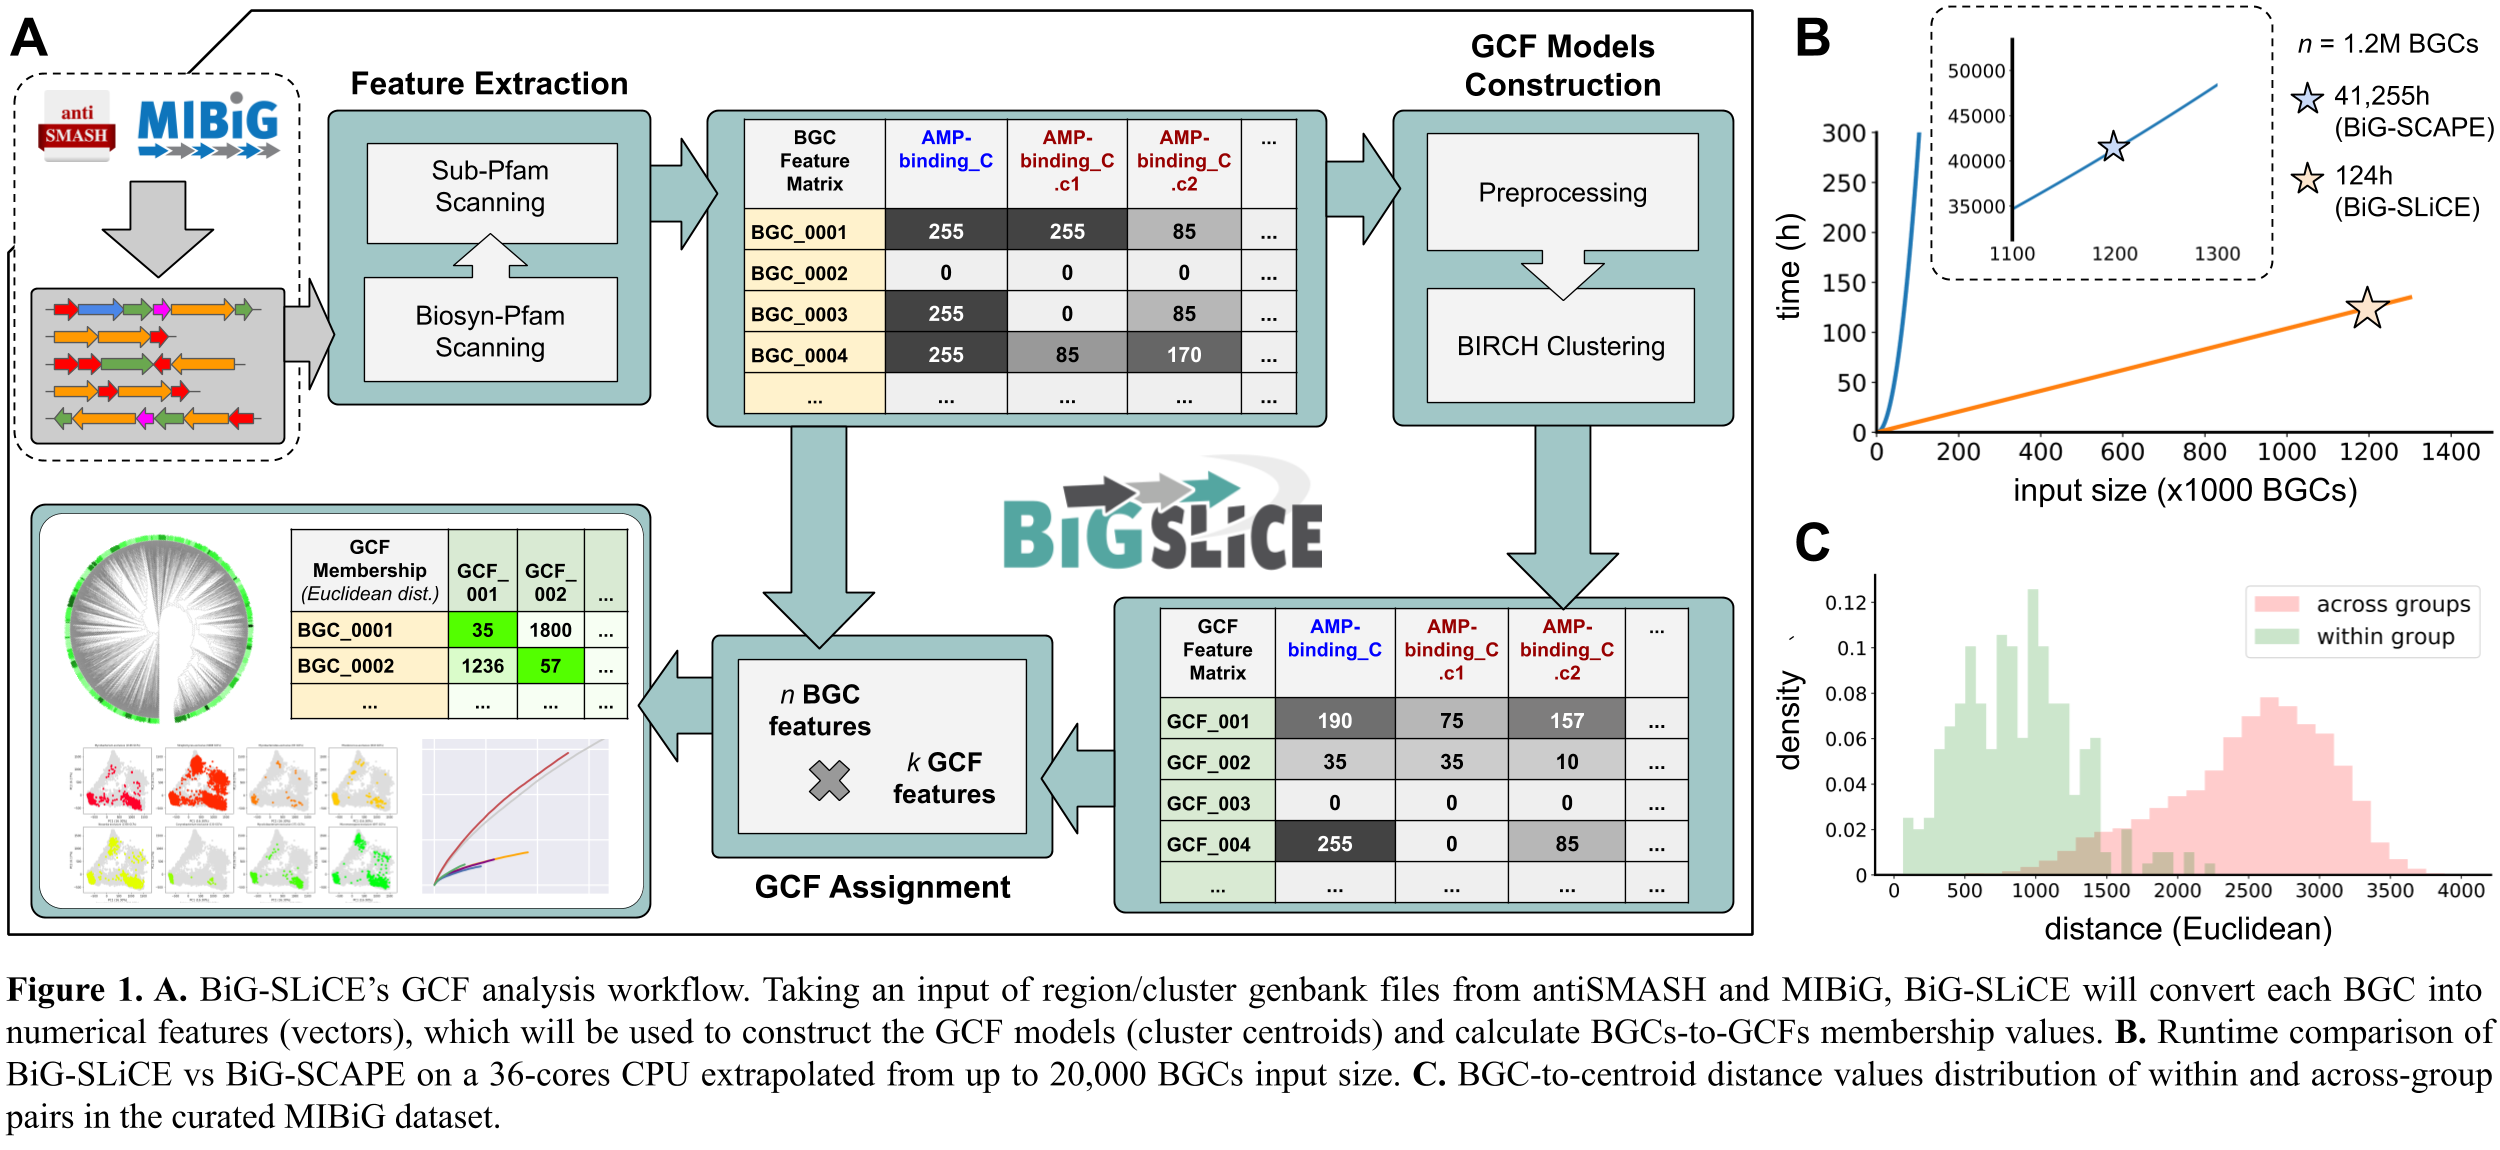 A
anti
SMASH
MIBiG
Feature Extraction
Sub-Pfam
Scanning
Biosyn-Pfam
Scanning
BGC
Feature
Matrix
AMP-
binding_C
AMP-
binding_C
.c1
AMP-
binding_C
.c2
...
BGC_0001 255 255 85 ...
BGC_0002 0 0 0 ...
BGC_0003 255 0 85 ...
BGC_0004 255 85 170 ...
... ... ... ... ...
GCF Models
Construction
Preprocessing
BIRCH Clustering
BiGSLiCE
GCF
Membership
(Euclidean dist.)
GCF_
001
GCF_
002
...
BGC_0001 35 1800 ...
BGC_0002 1236 57 ...
... ... ... ...
n BGC
features
k GCF
features
GCF Assignment
GCF
Feature
Matrix
AMP-
binding_C
AMP-
binding_C
.c1
AMP-
binding_C
.c2
...
GCF_001 190 75 157 ...
GCF_002 35 35 10 ...
GCF_003 0 0 0 ...
GCF_004 255 0 85 ...
... ... ... ... ...
B
n = 1.2M BGCs
41,255h
(BiG-SCAPE)
124h
(BiG-SLiCE)
50000
45000
40000
35000
1100 1200 1300
time (h)
300
250
200
150
100
50
0
0 200 400 600 800 1000 1200 1400
input size (x1000 BGCs)
C
across groups
within group
density
0.12
0.1
0.08
0.06
0.04
0.02
0
0 500 1000 1500 2000 2500 3000 3500 4000
distance (Euclidean)
Figure 1. A. BiG-SLiCE’s GCF analysis workflow. Taking an input of region/cluster genbank files from antiSMASH and MIBiG, BiG-SLiCE will convert each BGC into
numerical features (vectors), which will be used to construct the GCF models (cluster centroids) and calculate BGCs-to-GCFs membership values. B. Runtime comparison of
BiG-SLiCE vs BiG-SCAPE on a 36-cores CPU extrapolated from up to 20,000 BGCs input size. C. BGC-to-centroid distance values distribution of within and across-group
pairs in the curated MIBiG dataset.